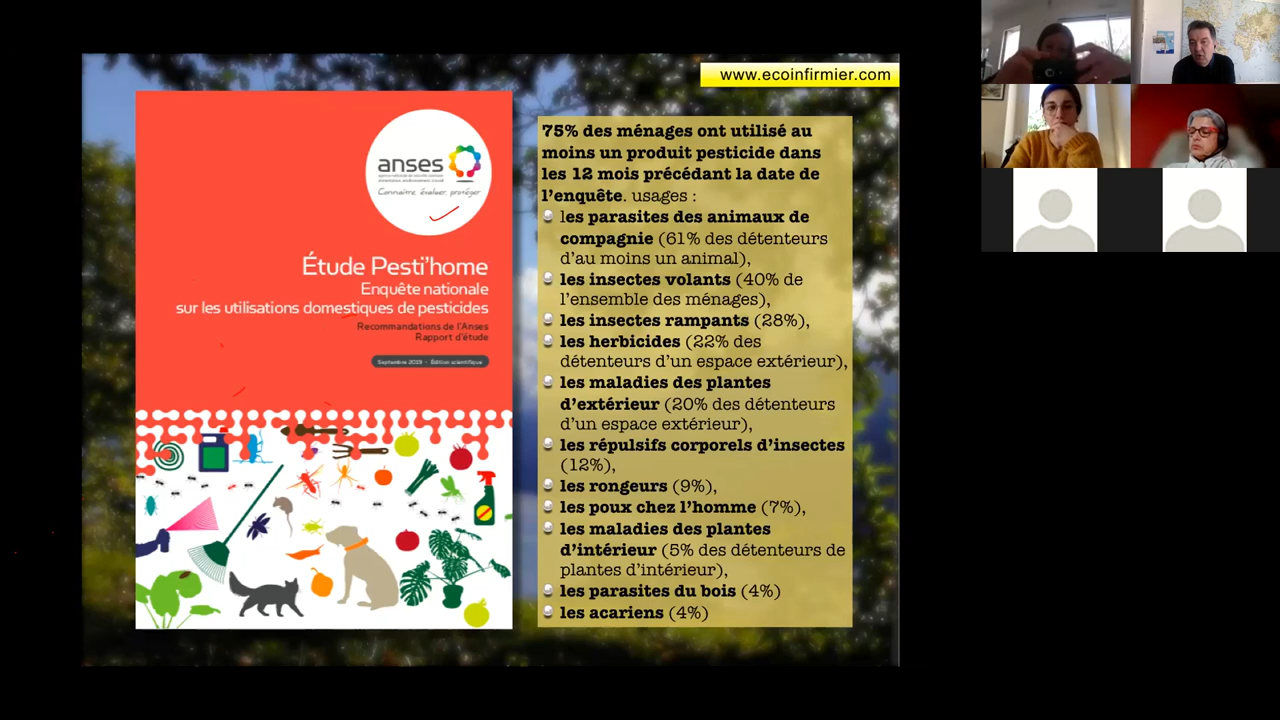 www.ecoinfirmier.com
anses
Connaître, évaluer, protéger
Étude Pesti'home
Enquête nationale
sur les utilisations domestiques de pesticides
Recommandations de l'Anses
Rapport d'étude
Septembre 2019 - Édition scientifique
75% des ménages ont utilisé au
moins un produit pesticide dans
les 12 mois précédant la date de
l'enquête. usages :
les parasites des animaux de
compagnie (61% des détenteurs
d'au moins un animal),
les insectes volants (40% de
l'ensemble des ménages),
les insectes rampants (28%),
les herbicides (22% des
détenteurs d'un espace extérieur),
les maladies des plantes
d'extérieur (20% des détenteurs
d'un espace extérieur),
les répulsifs corporels d'insectes
(12%),
les rongeurs (9%),
les poux chez l'homme (7%),
les maladies des plantes
d'intérieur (5% des détenteurs de
plantes d'intérieur),
les parasites du bois (4%)
les acariens (4%)